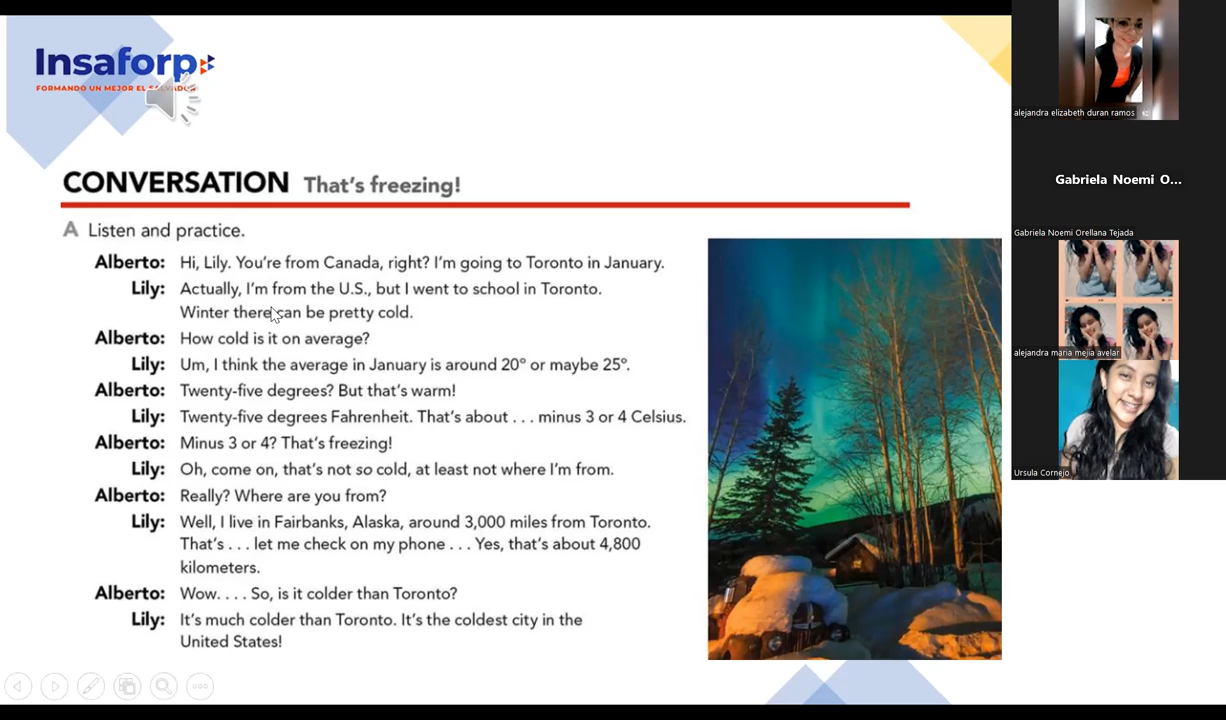 Insaforp
FORMANDO UN MEJOR EL SALVADOR
CONVERSATION That's freezing!
A Listen and practice.
Alberto: Hi, Lily. You're from Canada, right? I'm going to Toronto in January.
Lily: Actually, I'm from the U.S., but I went to school in Toronto.
Winter there can be pretty cold.
Alberto: How cold is it on average?
Lily: Um, I think the average in January is around 20º or maybe 25º.
Alberto: Twenty-five degrees? But that's warm!
Lily: Twenty-five degrees Fahrenheit. That's about . . . minus 3 or 4 Celsius.
Alberto: Minus 3 or 4? That's freezing!
Lily: Oh, come on, that's not so cold, at least not where I'm from.
Alberto: Really? Where are you from?
Lily: Well, I live in Fairbanks, Alaska, around 3,000 miles from Toronto.
That's . . . let me check on my phone . . . Yes, that's about 4,800
kilometers.
Alberto: Wow. . . . So, is it colder than Toronto?
Lily: It's much colder than Toronto. It's the coldest city in the
United States!
alejandra elizabeth duran ramos
Gabriela Noemi O...
Gabriela Noemi Orellana Tejada
alejandra maria mejia avelar
Ursula Cornejo